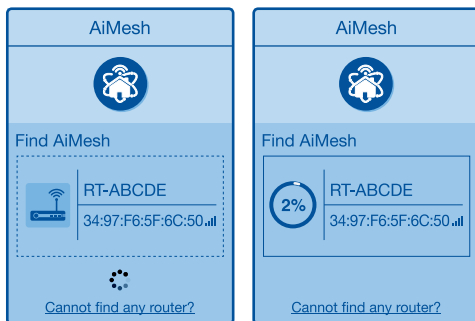 AiMesh
Find AiMesh
RT-ABCDE
34:97:F6:5F:6C:50
Cannot find any router?
AiMesh
Find AiMesh
2%
RT-ABCDE
34:97:F6:5F:6C:50
Cannot find any router?